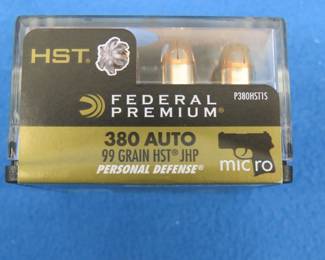 HST®
P380HST1S
FEDERAL
PREMIUM®
380 AUTO
99 GRAIN HST® JHP
PERSONAL DEFENSE®
micro